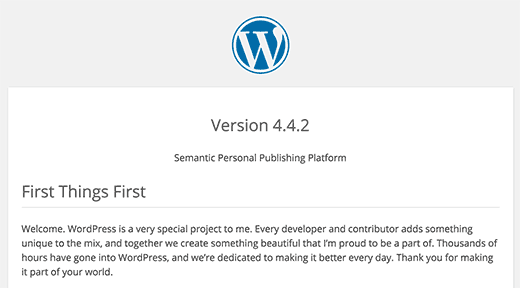 Version 4.4.2
Semantic Personal Publishing Platform
First Things First
Welcome. WordPress is a very special project to me. Every developer and contributor adds something
unique to the mix, and together we create something beautiful that I'm proud to be a part of. Thousands of
hours have gone into WordPress, and we're dedicated to making it better every day. Thank you for making
it part of your world.